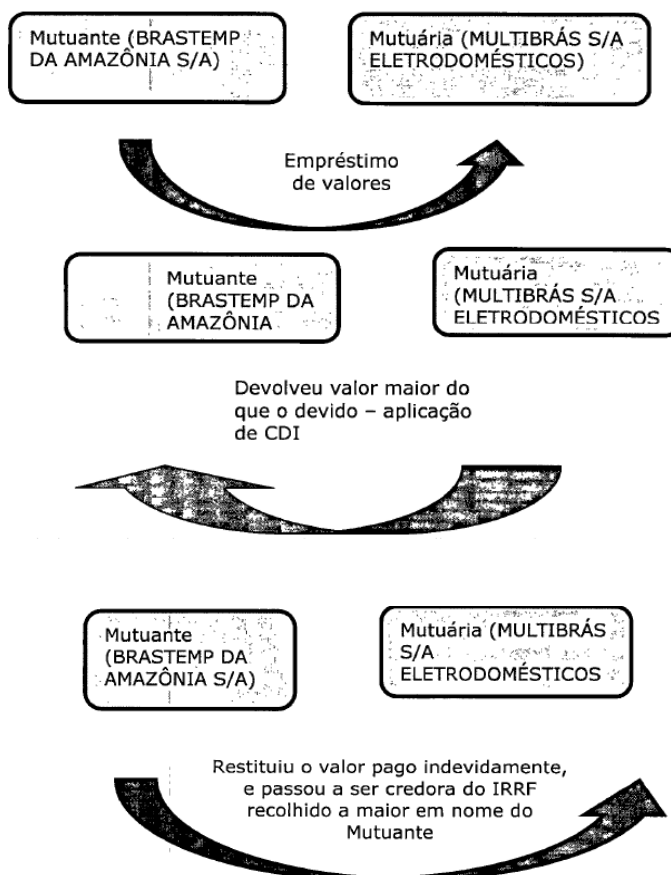 Mutuante (BRASTEMP
DA AMAZÔNIA S/A)
Mutuária (MULTIBRÁS S/A
ELETRODOMÉSTICOS)
Empréstimo
de valores
Mutuante
(BRASTEMP DA
AMAZÔNIA
Mutuária
(MULTIBRÁS S/A
ELETRODOMÉSTICOS
Devolveu valor maior do
que o devido – aplicação
de CDI
Mutuante
(BRASTEMP DA
AMAZÔNIA S/A)
Mutuária (MULTIBRÁS
S/A
ELETRODOMÉSTICOS
Restituiu o valor pago indevidamente,
e passou a ser credora do IRRF
recolhido a maior em nome do
Mutuante